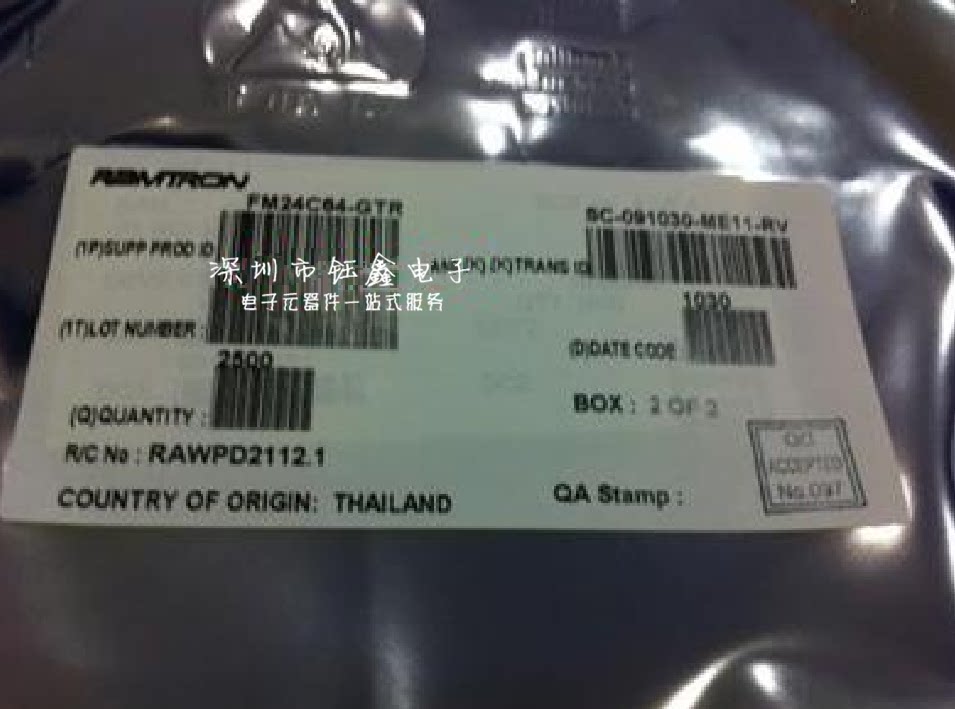 RAMTRON
FM24C64-GTR
SC-091030-ME11-RV
(1P)SUPP PROD ID
(K)TRANS ID
深圳市钰鑫电子
电子元器件一站式服务
1030
(1T)LOT NUMBER :
(D)DATE CODE
2500
(Q)QUANTITY :
BOX : 2 OF 2
R/C No : RAWPD2112.1
COUNTRY OF ORIGIN: THAILAND
QA Stamp :
ACCEPTED
No.097